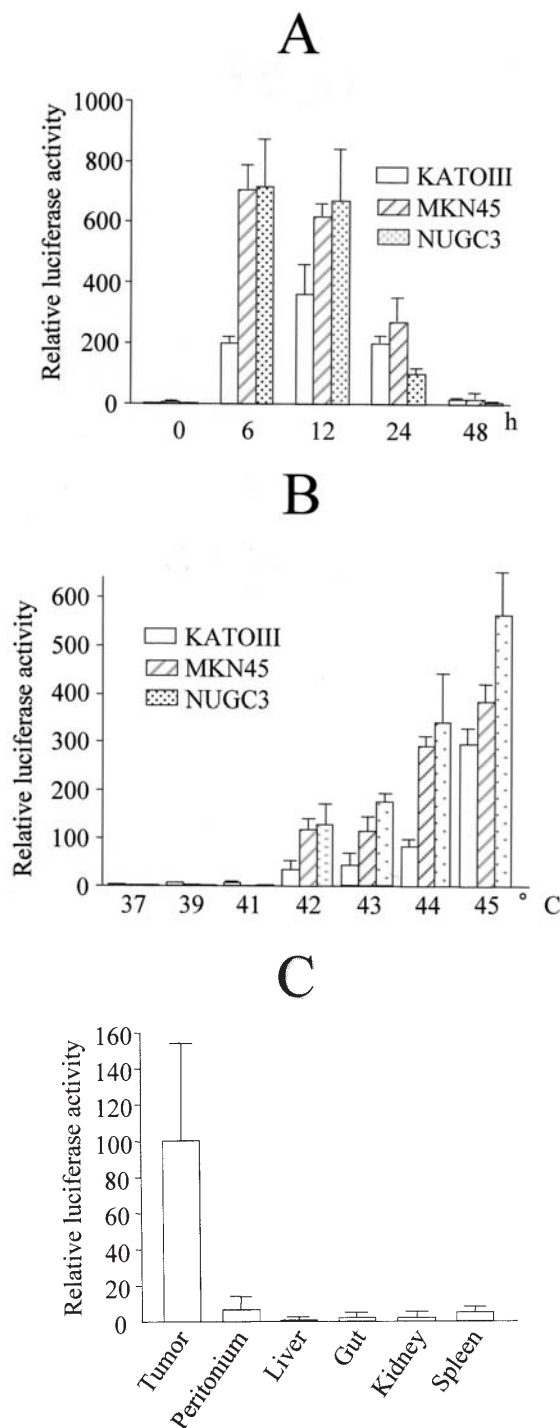 A
Relative luciferase activity
1000
800
600
400
200
0
KATOIII
MKN45
NUGC3
0 6 12 24 48 h
B
Relative luciferase activity
600
500
400
300
200
100
0
KATOIII
MKN45
NUGC3
37 39 41 42 43 44 45 ° C
C
Relative luciferase activity
160
140
120
100
80
60
40
20
0
Tumor
Peritonium
Liver
Gut
Kidney
Spleen